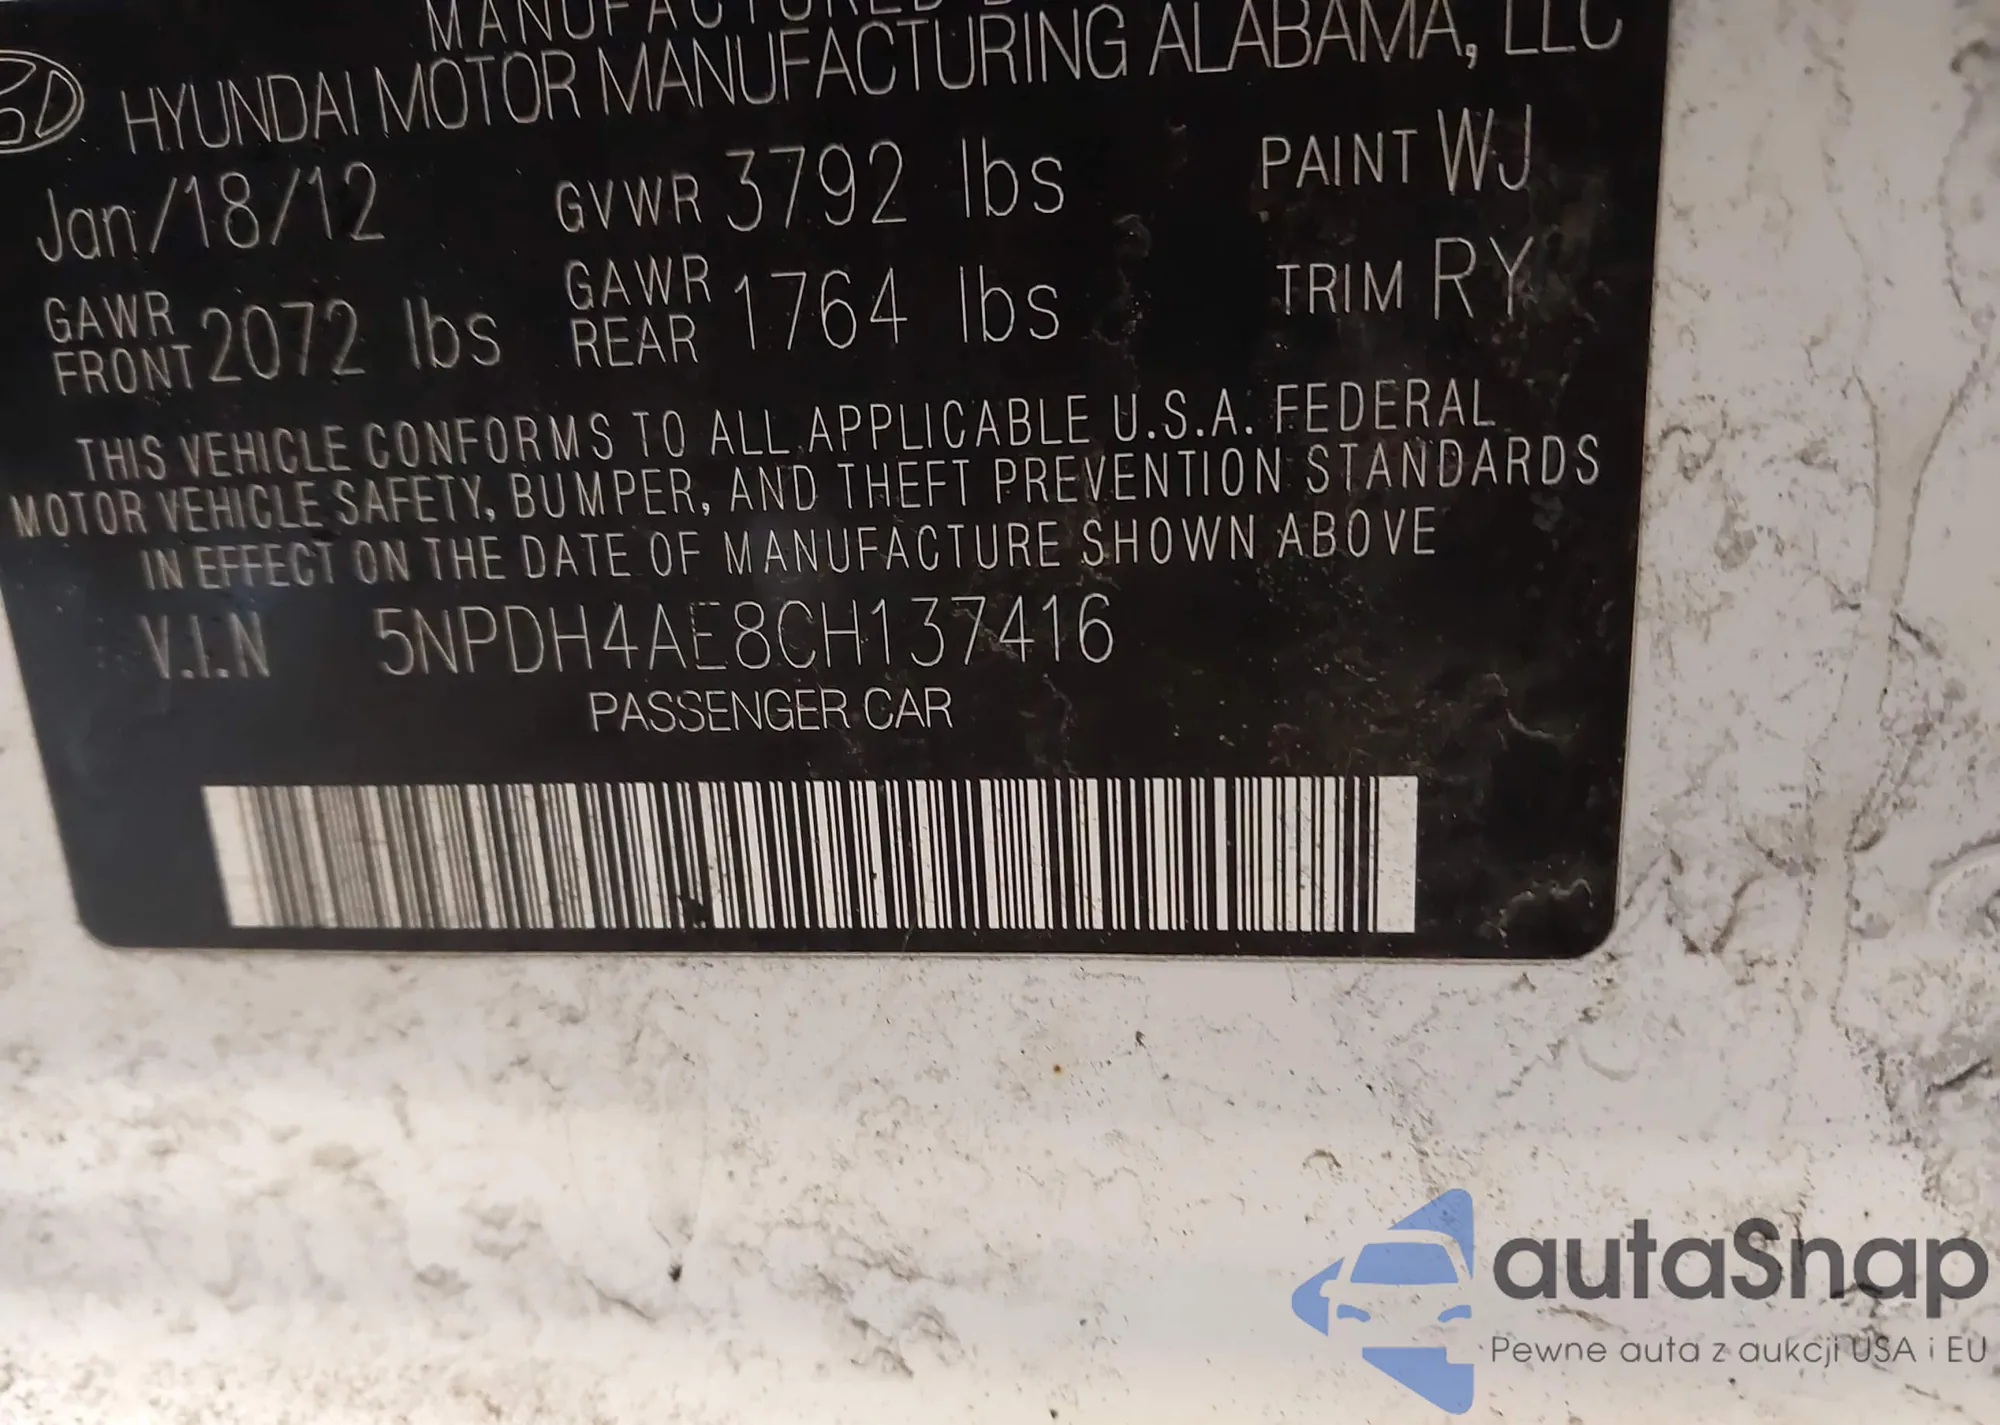 MANUFACTURED
HYUNDAI MOTOR MANUFACTURING ALABAMA, LLC
Jan/18/12 GVWR 3792 lbs PAINT WJ
GAWR FRONT 2072 lbs GAWR REAR 1764 lbs TRIM RY
THIS VEHICLE CONFORMS TO ALL APPLICABLE U.S.A. FEDERAL
MOTOR VEHICLE SAFETY, BUMPER, AND THEFT PREVENTION STANDARDS
IN EFFECT ON THE DATE OF MANUFACTURE SHOWN ABOVE
V.I.N 5NPDH4AE8CH137416
PASSENGER CAR
autaSnap
Pewne auta z aukcji USA i EU